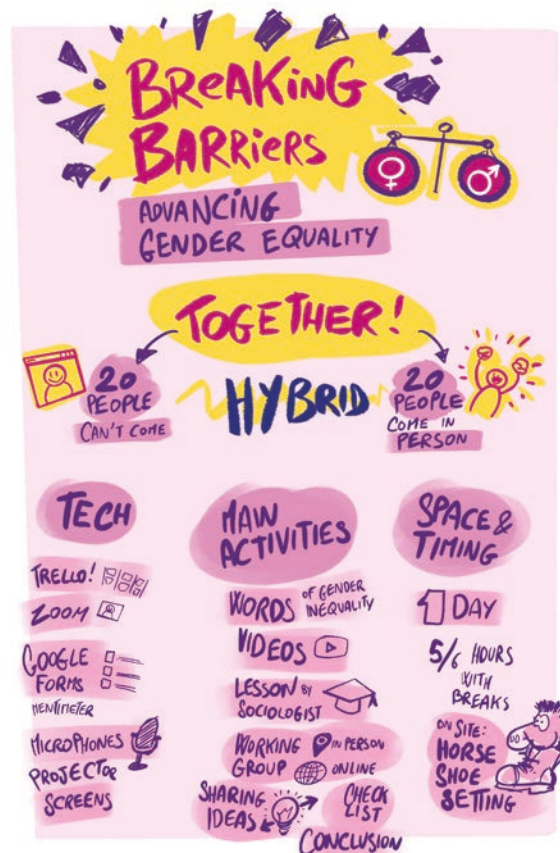 BREAKING
BARRIERS
ADVANCING
GENDER EQUALITY
TOGETHER!
20
PEOPLE
CAN'T COME
HYBRID
20
PEOPLE
COME IN
PERSON
TECH
TRELLO!
ZOOM
GOOGLE
FORMS
MENTIMETER
MICROPHONES
PROJECTOR
SCREENS
MAIN
ACTIVITIES
WORDS OF GENDER
INEQUALITY
VIDEOS
LESSON BY
SOCIOLOGIST
WORKING IN PERSON
GROUP ONLINE
SHARING
IDEAS
CHECK
LIST
CONCLUSION
SPACE &
TIMING
1 DAY
5/6 HOURS
WITH
BREAKS
ON SITE:
HORSE
SHOE
SETTING